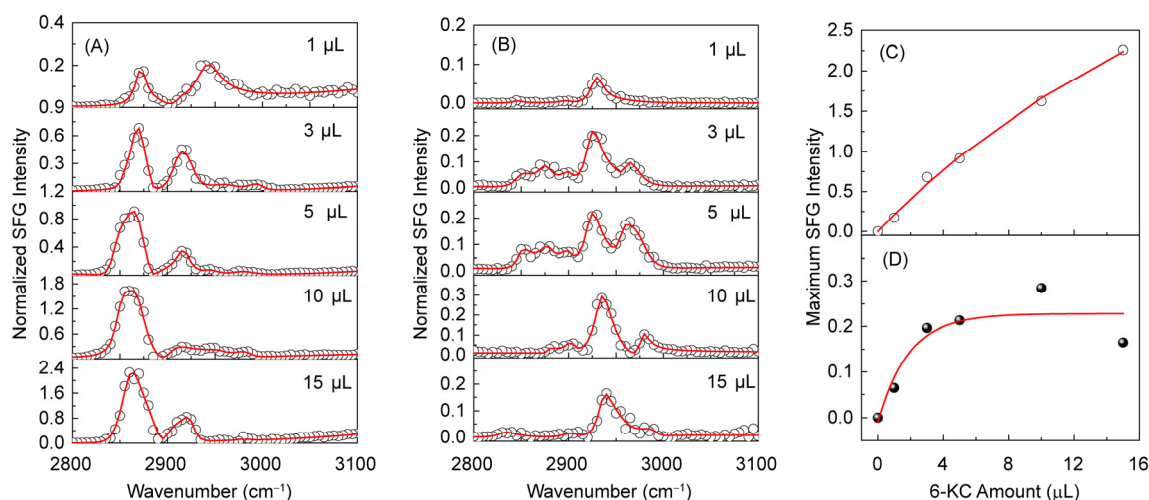 (A)
1 μL
0.2
0.9
3 μL
0.6
0.3
1.2
5 μL
0.8
0.4
1.8
10 μL
1.2
0.6
0.0
2.4
15 μL
1.6
0.8
0.0
2800 2900 3000 3100
Wavenumber (cm⁻¹)
Normalized SFG Intensity
(B)
1 μL
0.1
0.0
3 μL
0.2
0.1
0.0
5 μL
0.2
0.1
0.0
10 μL
0.3
0.2
0.1
0.0
15 μL
0.2
0.1
0.0
2800 2900 3000 3100
Wavenumber (cm⁻¹)
Normalized SFG Intensity
(C)
2.5
2.0
1.5
1.0
0.5
0.0
(D)
0.3
0.2
0.1
0.0
0 4 8 12 16
6-KC Amount (μL)
Maximum SFG Intensity